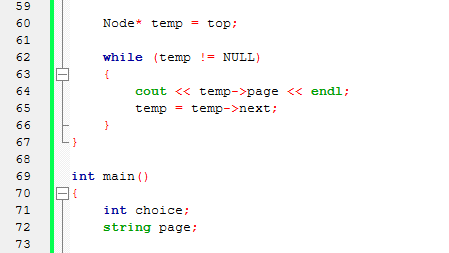 59
60 Node* temp = top;
61
62 while (temp != NULL)
63 {
64 cout << temp->page << endl;
65 temp = temp->next;
66 }
67 }
68
69 int main()
70 {
71 int choice;
72 string page;
73